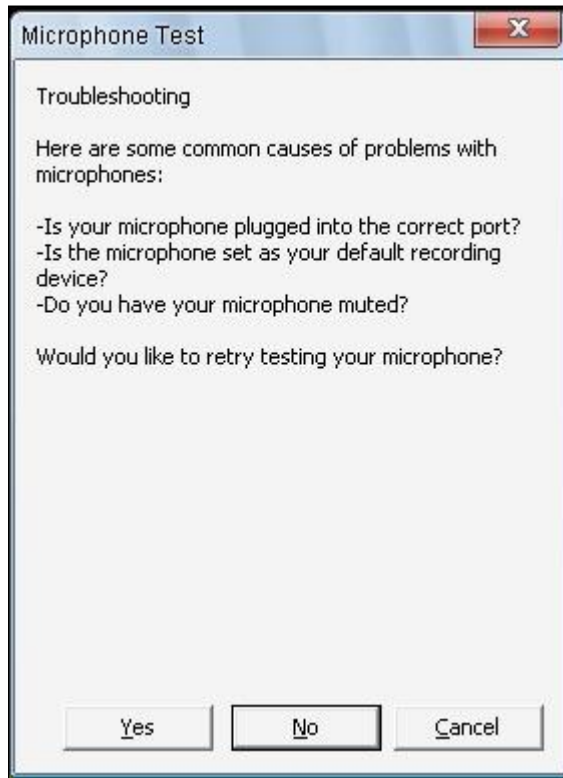 Microphone Test
Troubleshooting
Here are some common causes of problems with
microphones:
-Is your microphone plugged into the correct port?
-Is the microphone set as your default recording
device?
-Do you have your microphone muted?
Would you like to retry testing your microphone?
Yes
No
Cancel